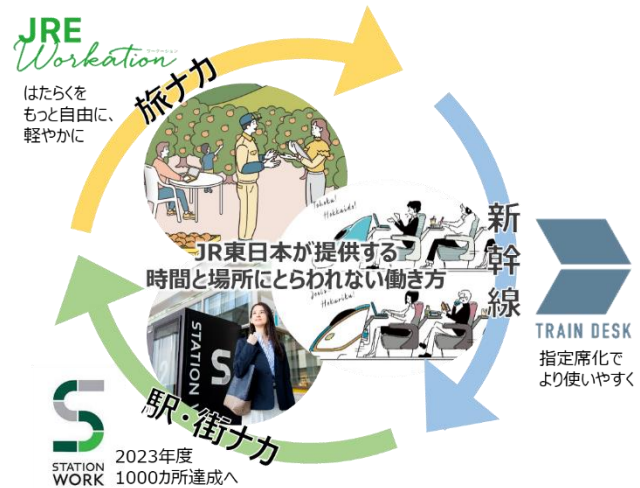 JRE
Workation
ワーケーション
はたらくを
もっと自由に、
軽やかに
旅ナカ
Tohoku!
Hokkaido!
新幹線
JR東日本が提供する
時間と場所にとらわれない働き方
Joetsu
Hokuriku!
TRAIN DESK
指定席化で
より使いやすく
STATION
S
駅・街ナカ
STATION
WORK
2023年度
1000カ所達成へ